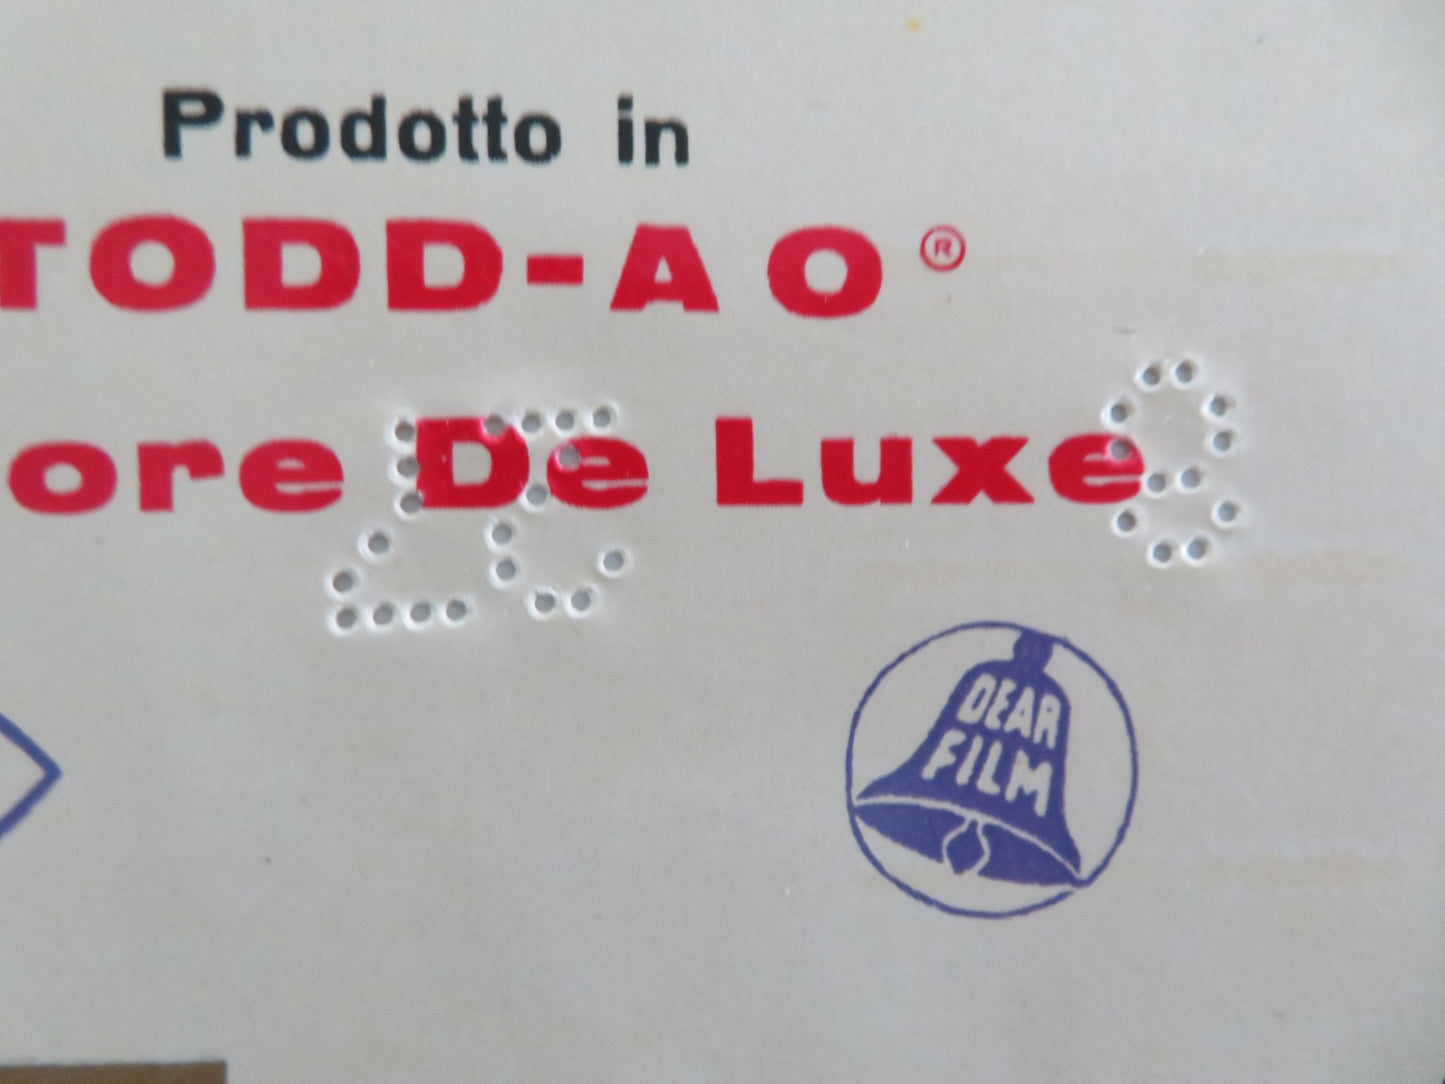 Prodotto in
TODD-AO ®
ore De Luxe
DEAR
FILM